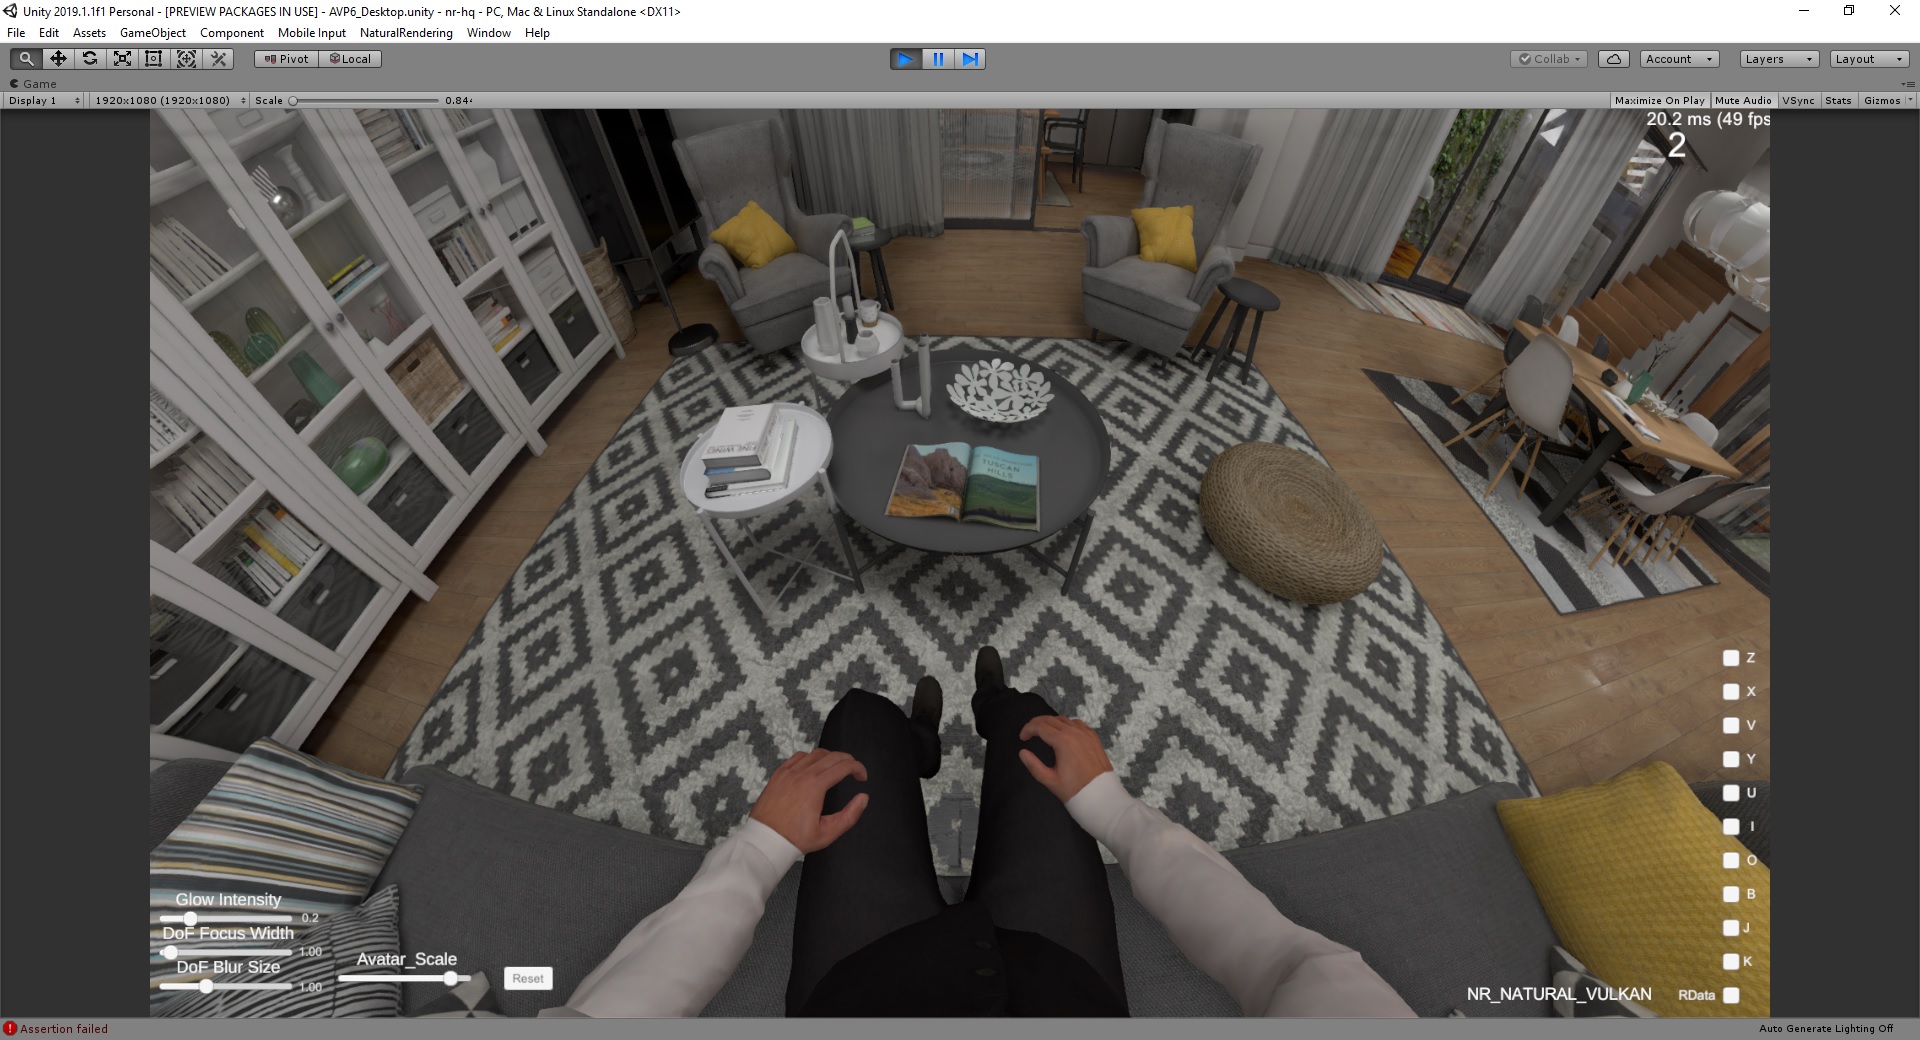 Unity 2019.1.1f1 Personal - [PREVIEW PACKAGES IN USE] - AVP6_Desktop.unity - nr-hq - PC, Mac & Linux Standalone <DX11>
File Edit Assets GameObject Component Mobile Input NaturalRendering Window Help
Pivot Local Collab Account Layers Layout
Game
Display 1 1920x1080 (1920x1080) Scale 0.84 Maximize On Play Mute Audio VSync Stats Gizmos
20.2 ms (49 fps
2
TUSCAN
HILLS
Z
X
V
Y
U
I
O
B
J
K
Glow Intensity
0.2
DoF Focus Width
1.00
DoF Blur Size
1.00
Avatar_Scale
Reset
NR_NATURAL_VULKAN RData
Assertion failed
Auto Generate Lighting Off